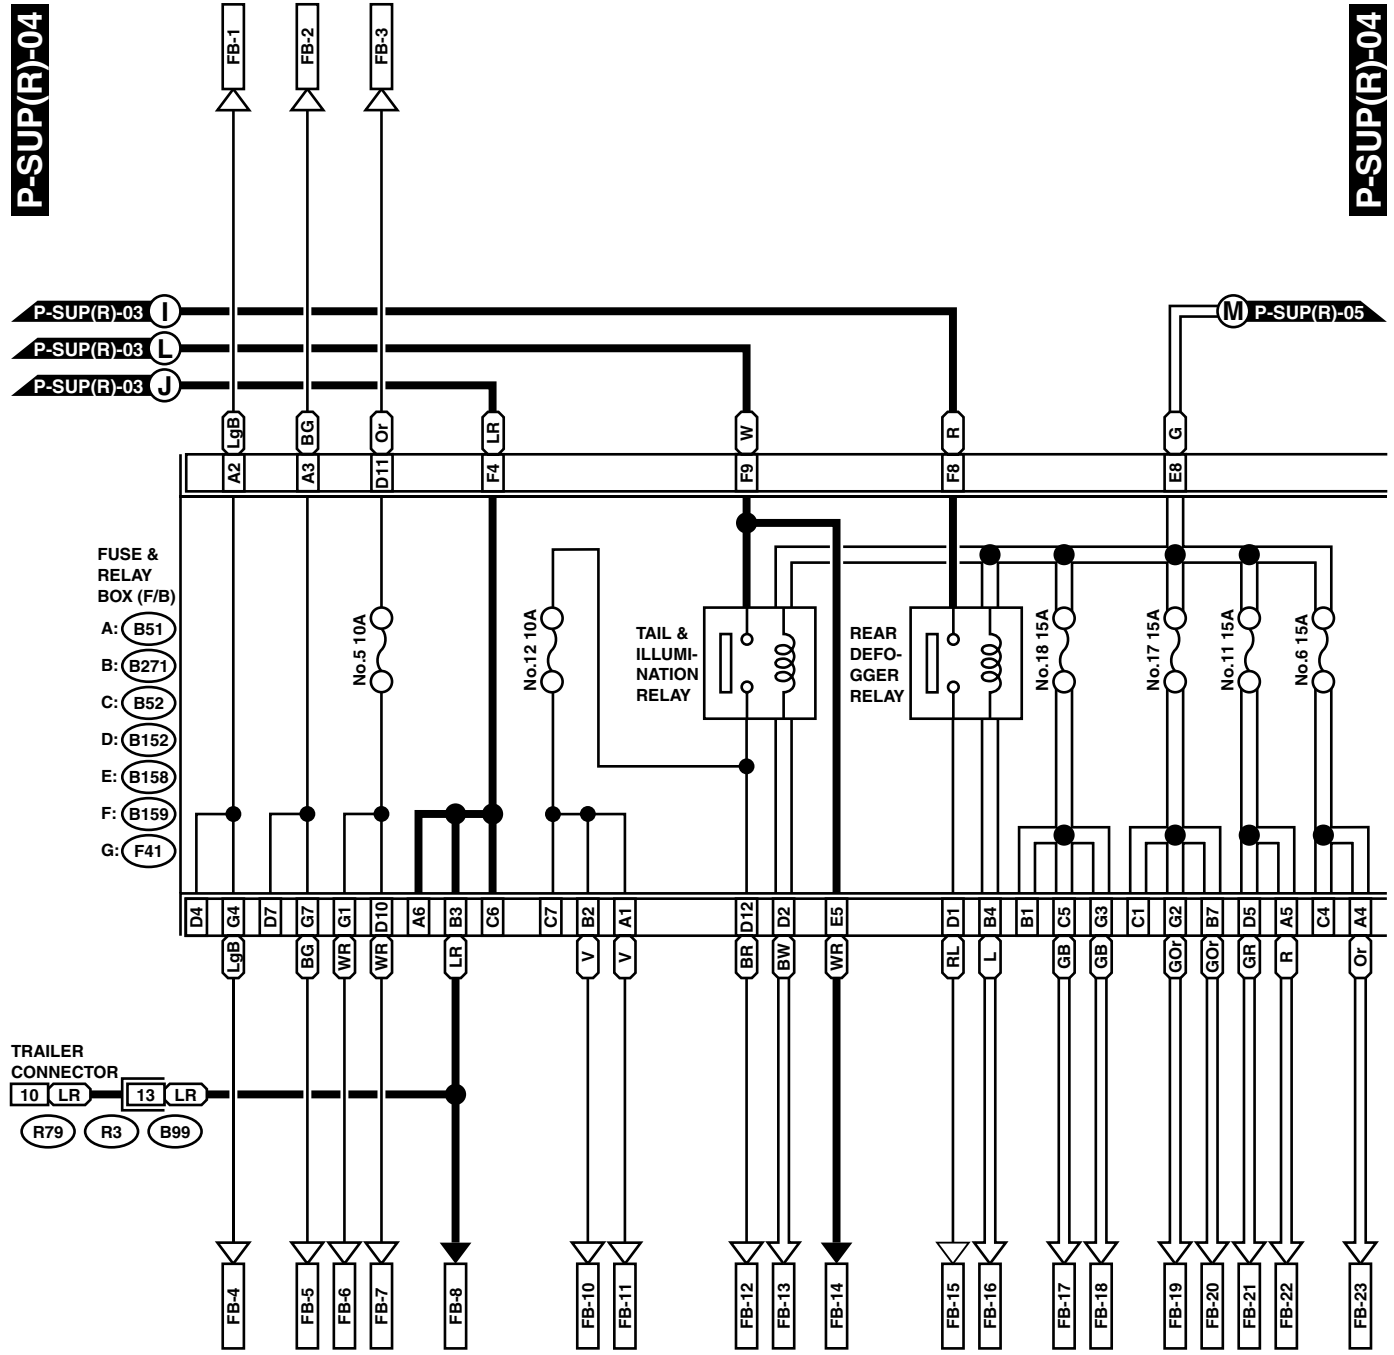 P-SUP(R)-04
P-SUP(R)-04
FB-1
FB-2
FB-3
P-SUP(R)-03 I
P-SUP(R)-03 L
P-SUP(R)-03 J
M P-SUP(R)-05
LgB
BG
Or
LR
W
R
G
A2
A3
D11
F4
F9
F8
E8
FUSE &
RELAY
BOX (F/B)
A: B51
B: B271
C: B52
D: B152
E: B158
F: B159
G: F41
No.5 10A
No.12 10A
TAIL &
ILLUMI-
NATION
RELAY
REAR
DEFO-
GGER
RELAY
No.18 15A
No.17 15A
No.11 15A
No.6 15A
D4
G4
D7
G7
G1
D10
A6
B3
C6
C7
B2
A1
D12
D2
E5
D1
B4
B1
C5
G3
C1
G2
B7
D5
A5
C4
A4
LgB
BG
WR
WR
LR
V
V
BR
BW
WR
RL
L
GB
GB
GOr
GOr
GR
R
Or
TRAILER
CONNECTOR
10 LR 13 LR
R79 R3 B99
FB-4
FB-5
FB-6
FB-7
FB-8
FB-10
FB-11
FB-12
FB-13
FB-14
FB-15
FB-16
FB-17
FB-18
FB-19
FB-20
FB-21
FB-22
FB-23